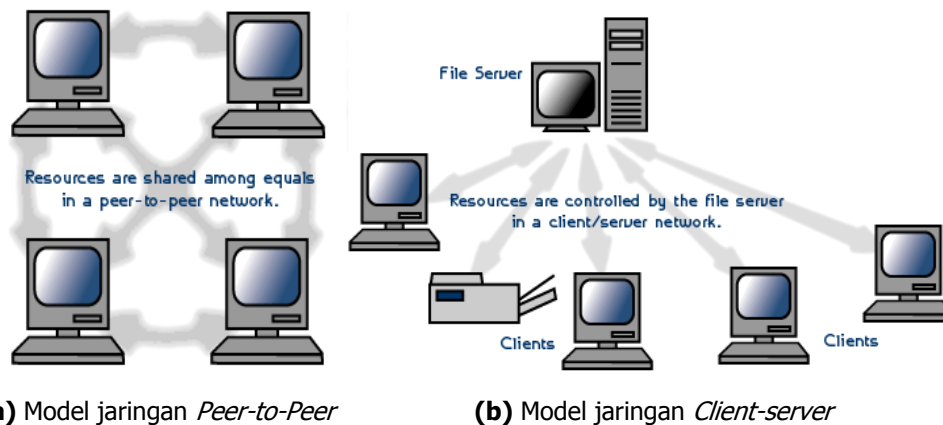 Resources are shared among equals
in a peer-to-peer network.
File Server
Resources are controlled by the file server
in a client/server network.
Clients
Clients
) Model jaringan Peer-to-Peer
(b) Model jaringan Client-server